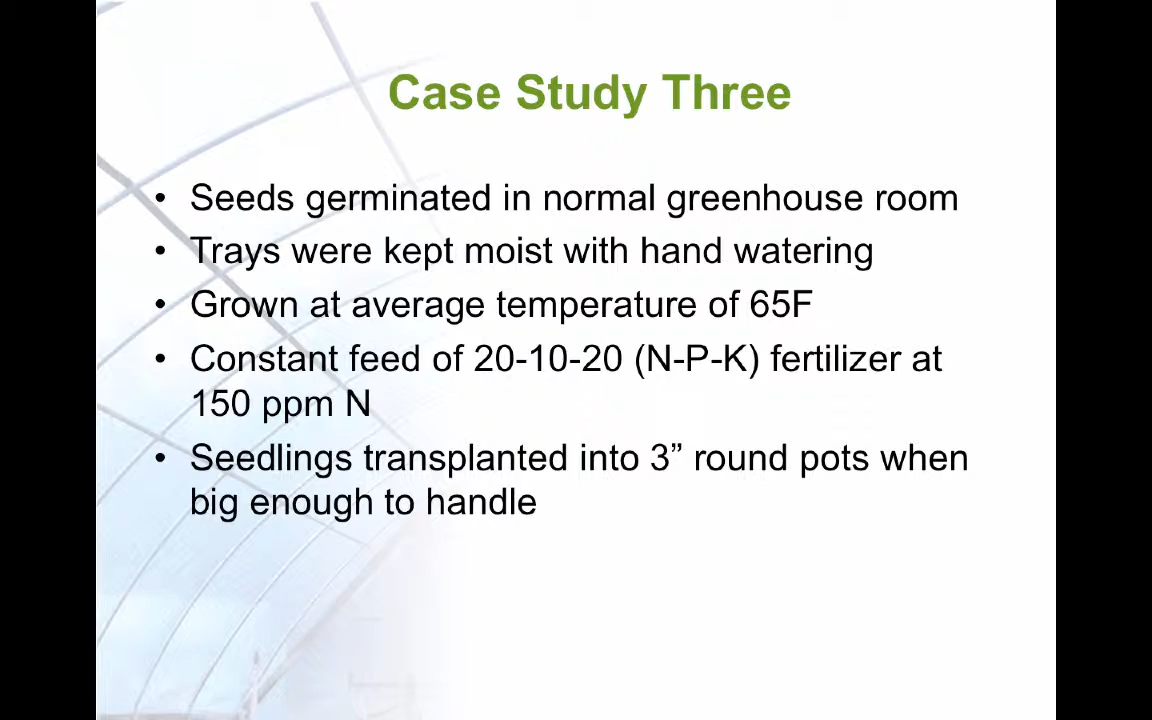 Case Study Three
• Seeds germinated in normal greenhouse room
• Trays were kept moist with hand watering
• Grown at average temperature of 65F
• Constant feed of 20-10-20 (N-P-K) fertilizer at
150 ppm N
• Seedlings transplanted into 3” round pots when
big enough to handle